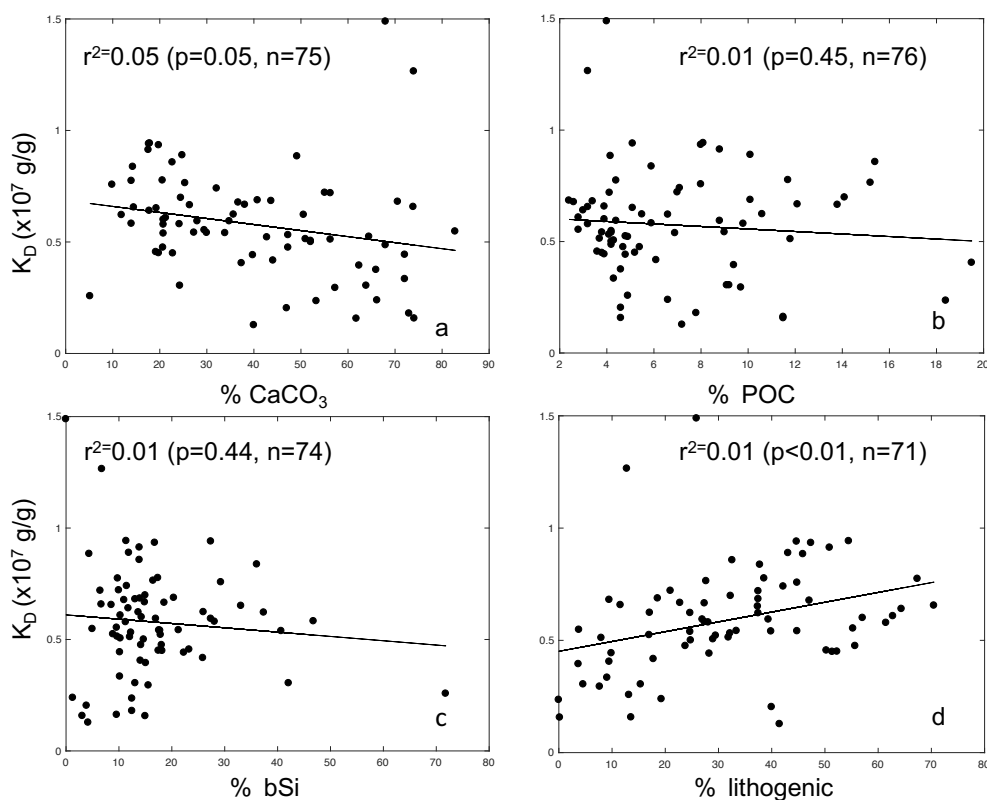 r²⁼0.05 (p=0.05, n=75)
K_D (x10⁷ g/g)
1.5
1
0.5
0
0 10 20 30 40 50 60 70 80 90
% CaCO₃
a
r²⁼0.01 (p=0.45, n=76)
1.5
1
0.5
0
2 4 6 8 10 12 14 16 18 20
% POC
b
r²⁼0.01 (p=0.44, n=74)
K_D (x10⁷ g/g)
1.5
1
0.5
0
0 10 20 30 40 50 60 70 80
% bSi
c
r²⁼0.01 (p<0.01, n=71)
1.5
1
0.5
0
0 10 20 30 40 50 60 70 80
% lithogenic
d